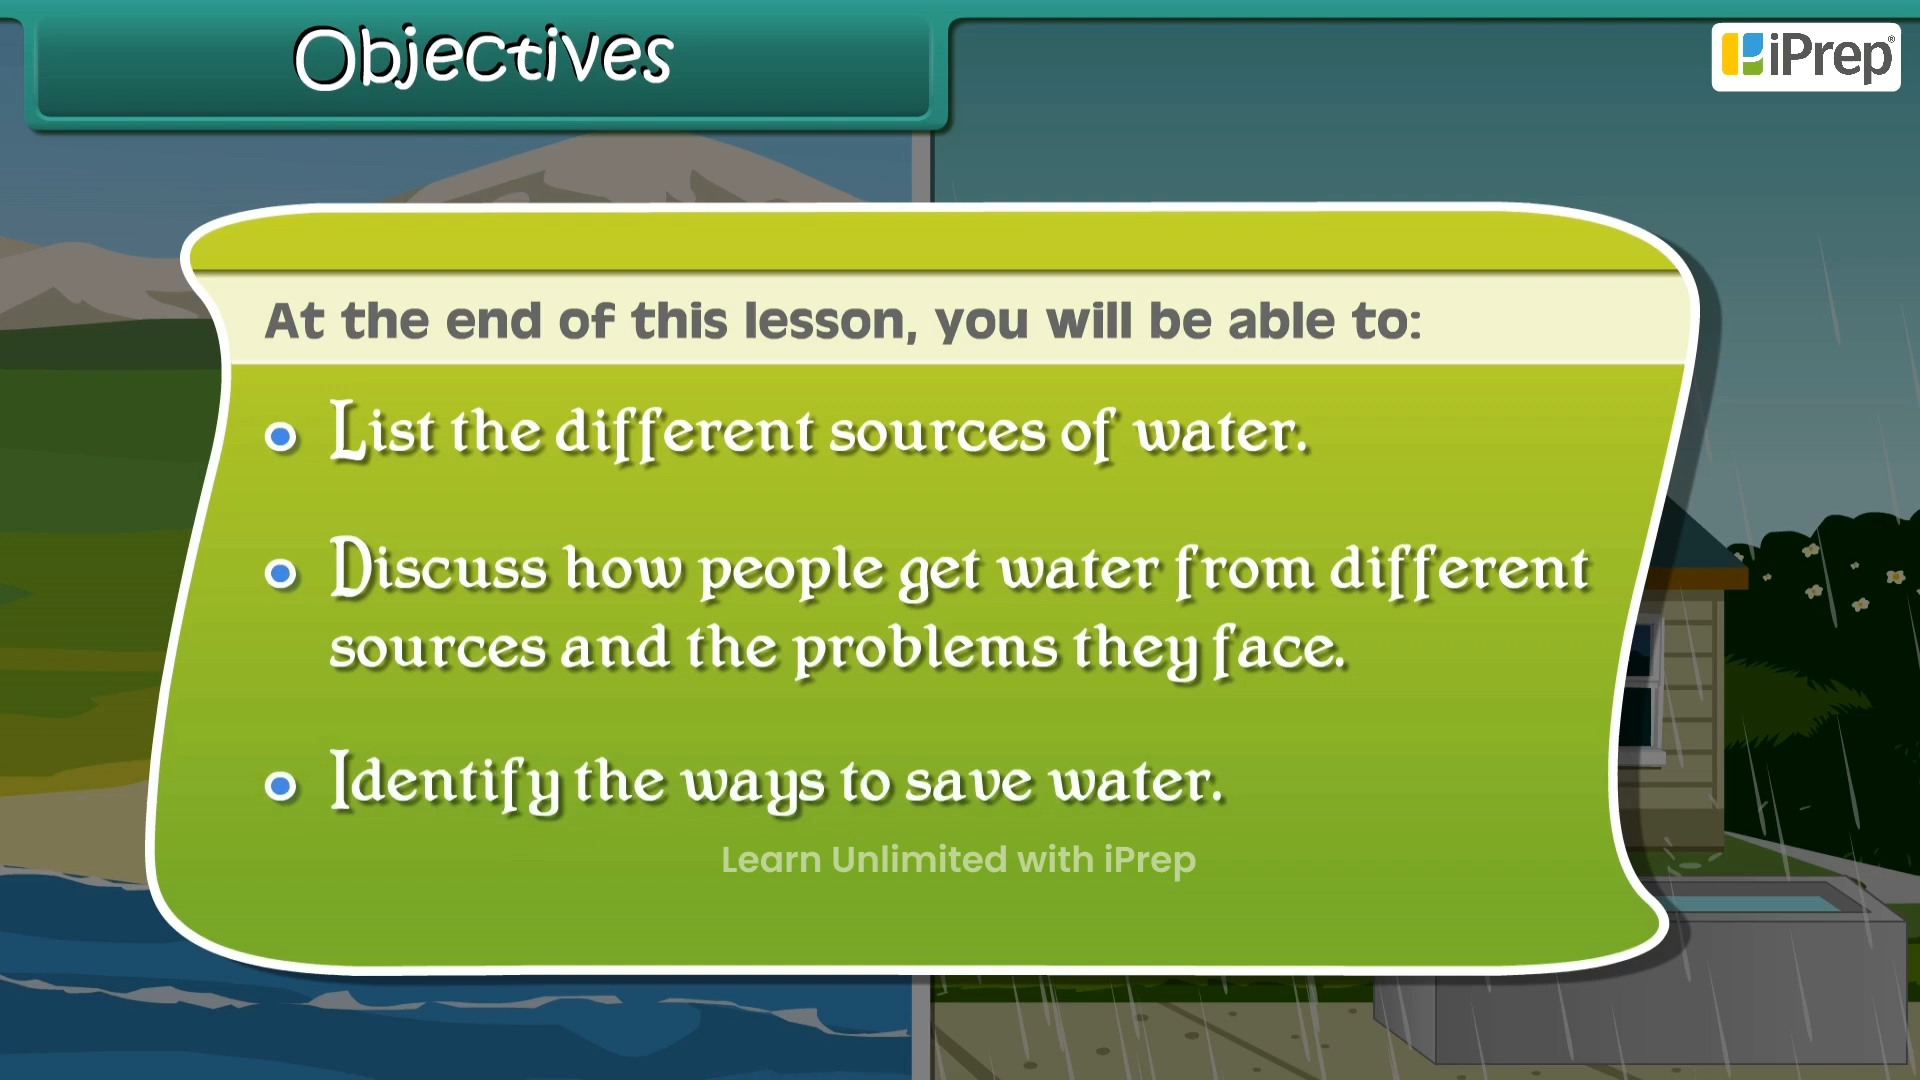 Objectives
iPrep®
At the end of this lesson, you will be able to:
List the different sources of water.
Discuss how people get water from different
sources and the problems they face.
Identify the ways to save water.
Learn Unlimited with iPrep